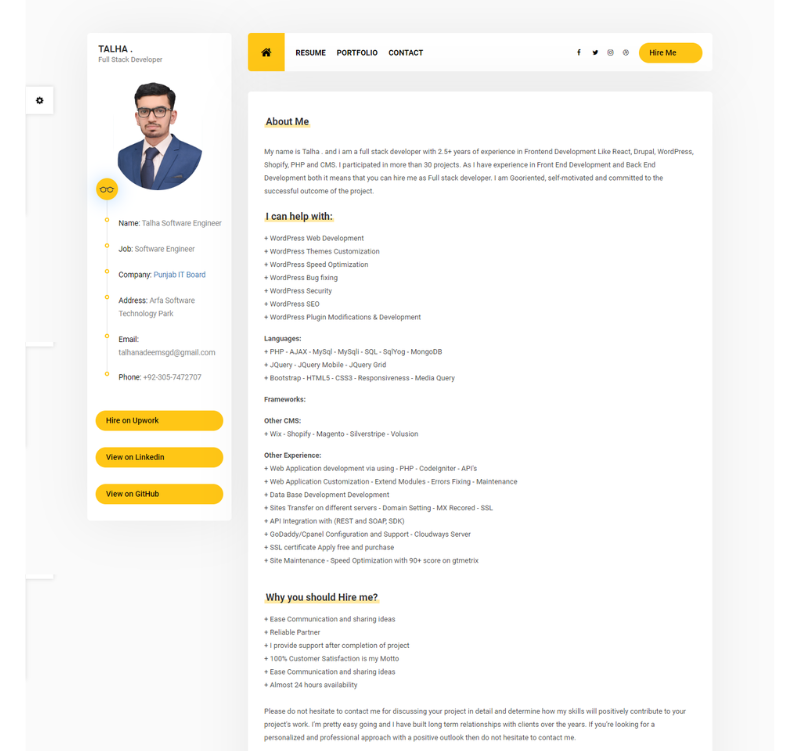 TALHA .
Full Stack Developer
Name: Talha Software Engineer
Job: Software Engineer
Company: Punjab IT Board
Address: Arfa Software
Technology Park
Email:
talhanadeemsgd@gmail.com
Phone: +92-305-7472707
Hire on Upwork
View on Linkedin
View on GitHub
RESUME PORTFOLIO CONTACT
Hire Me
About Me
My name is Talha . and i am a full stack developer with 2.5+ years of experience in Frontend Development Like React, Drupal, WordPress,
Shopify, PHP and CMS. I participated in more than 30 projects. As I have experience in Front End Development and Back End
Development both it means that you can hire me as Full stack developer. I am Gooriented, self-motivated and committed to the
successful outcome of the project.
I can help with:
+ WordPress Web Development
+ WordPress Themes Customization
+ WordPress Speed Optimization
+ WordPress Bug fixing
+ WordPress Security
+ WordPress SEO
+ WordPress Plugin Modifications & Development
Languages:
+ PHP - AJAX - MySql - MySqli - SQL - SqlYog - MongoDB
+ JQuery - JQuery Mobile - JQuery Grid
+ Bootstrap - HTML5 - CSS3 - Responsiveness - Media Query
Frameworks:
Other CMS:
+ Wix - Shopify - Magento - Silverstripe - Volusion
Other Experience:
+ Web Application development via using - PHP - CodeIgniter - API's
+ Web Application Customization - Extend Modules - Errors Fixing - Maintenance
+ Data Base Development Development
+ Sites Transfer on different servers - Domain Setting - MX Recored - SSL
+ API Integration with (REST and SOAP, SDK)
+ GoDaddy/Cpanel Configuration and Support - Cloudways Server
+ SSL certificate Apply free and purchase
+ Site Maintenance - Speed Optimization with 90+ score on gtmetrix
Why you should Hire me?
+ Ease Communication and sharing ideas
+ Reliable Partner
+ I provide support after completion of project
+ 100% Customer Satisfaction is my Motto
+ Ease Communication and sharing ideas
+ Almost 24 hours availability
Please do not hesitate to contact me for discussing your project in detail and determine how my skills will positively contribute to your
project's work. I'm pretty easy going and I have built long term relationships with clients over the years. If you're looking for a
personalized and professional approach with a positive outlook then do not hesitate to contact me.